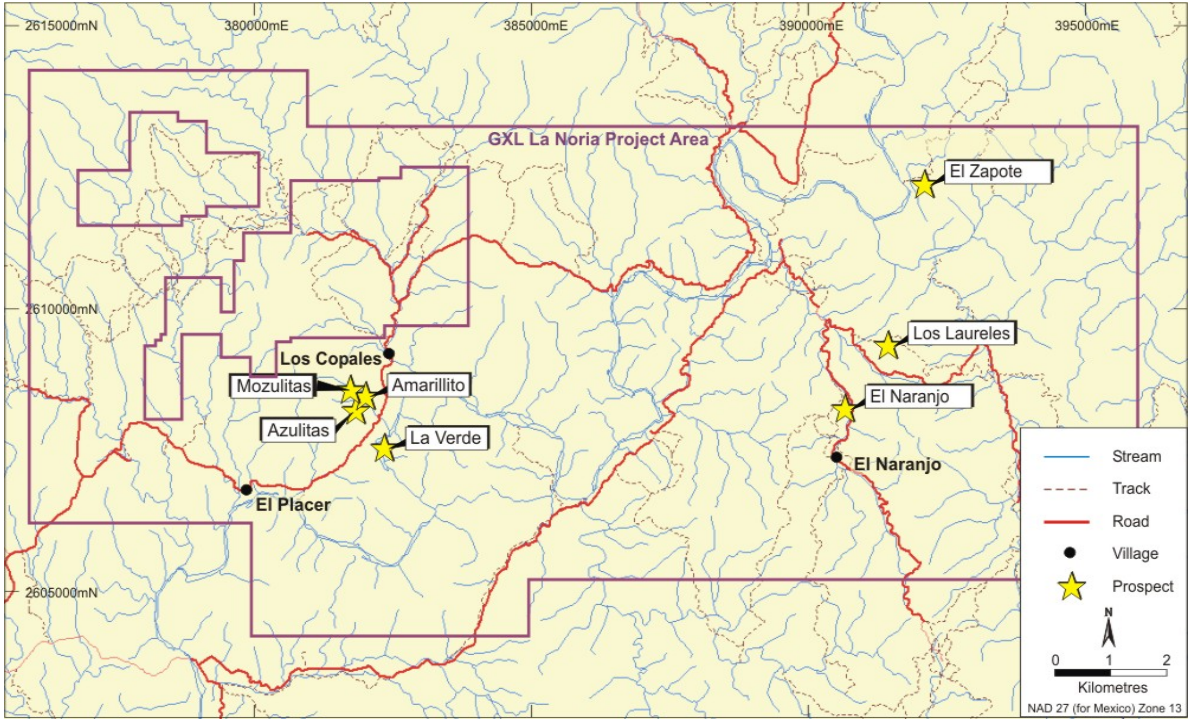 380000mE
385000mE
390000mE
395000mE
2615000mN
GXL La Noria Project Area
El Zapote
2610000mN
Los Laureles
Los Copales
Mozulitas
Amarillito
El Naranjo
Azulitas
La Verde
El Naranjo
El Placer
2605000mN
Stream
Track
Road
Village
Prospect
N
0 1 2
Kilometres
NAD 27 (for Mexico) Zone 13